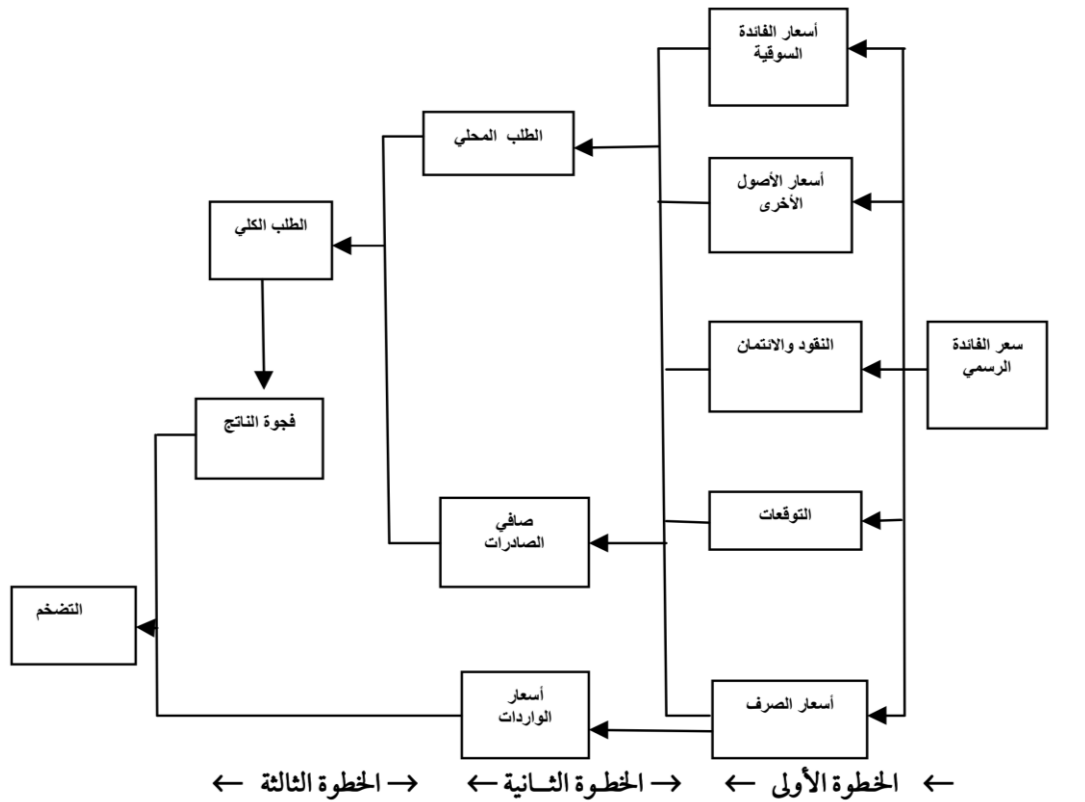 أسعار الفائدة
السوقية
الطلب المحلي
أسعار الأصول
الأخرى
الطلب الكلي
سعر الفائدة
الرسمي
النقود والائتمان
فجوة الناتج
التوقعات
صافي
الصادرات
التضخم
أسعار الصرف
أسعار
الواردات
← الخطوة الأولى ← → الخطوة الثانية ← → الخطوة الثالثة ←